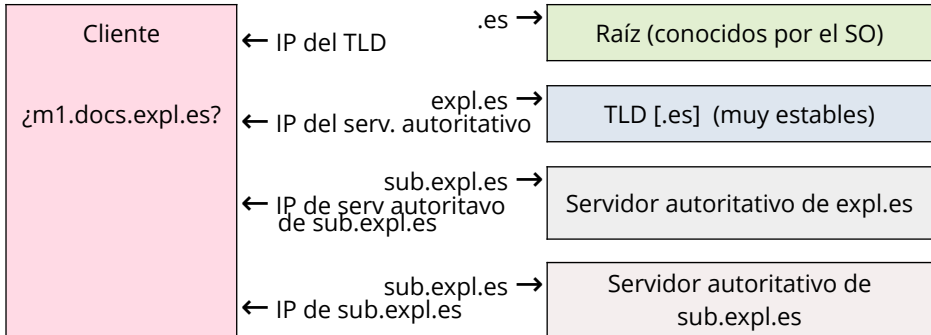 Cliente
¿m1.docs.expl.es?
.es →
← IP del TLD
Raíz (conocidos por el SO)
expl.es →
← IP del serv. autoritativo
TLD [.es] (muy estables)
sub.expl.es →
← IP de serv autoritavo
de sub.expl.es
Servidor autoritativo de expl.es
sub.expl.es →
← IP de sub.expl.es
Servidor autoritativo de
sub.expl.es